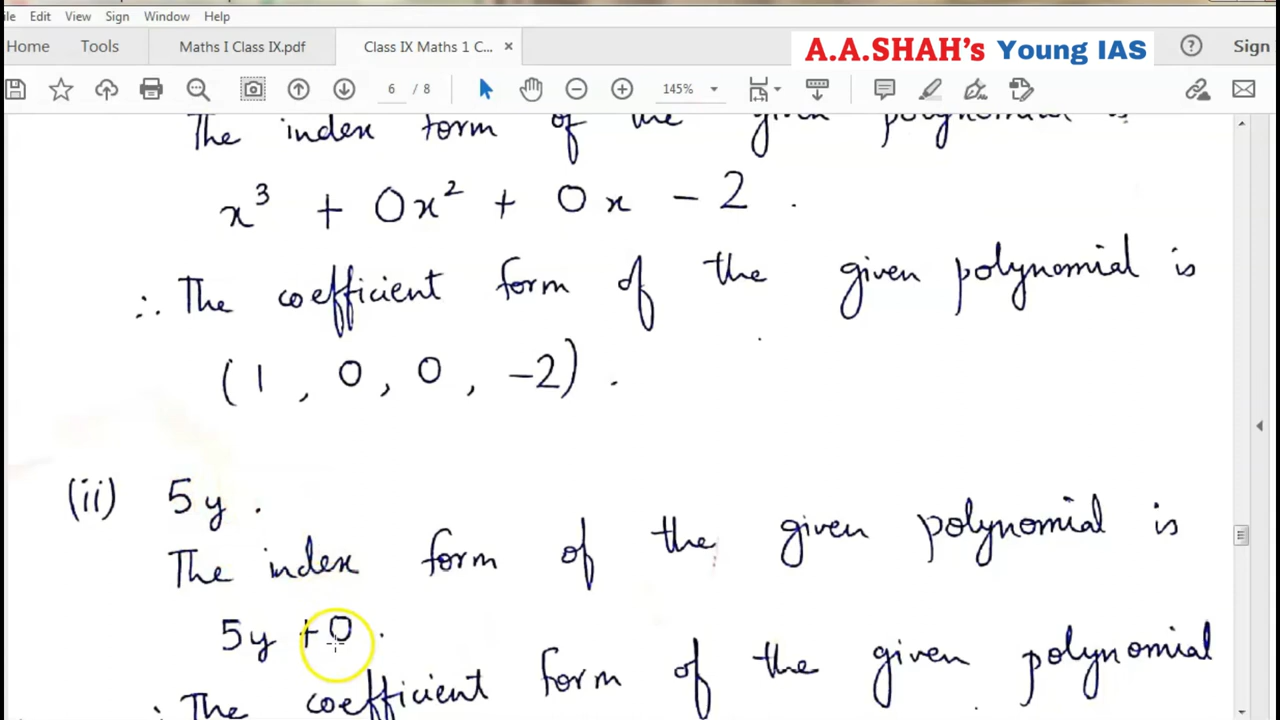 ile Edit View Sign Window Help
Home Tools Maths I Class IX.pdf Class IX Maths 1 C... × A.A.SHAH's Young IAS ? Sign
6 / 8 145%
The index form of the given polynomial is
x³ + 0x² + 0x - 2 .
∴ The coefficient form of the given polynomial is
(1 , 0 , 0 , -2) .
(ii) 5y .
The index form of the given polynomial is
5y + 0 .
∴ The coefficient form of the given polynomial